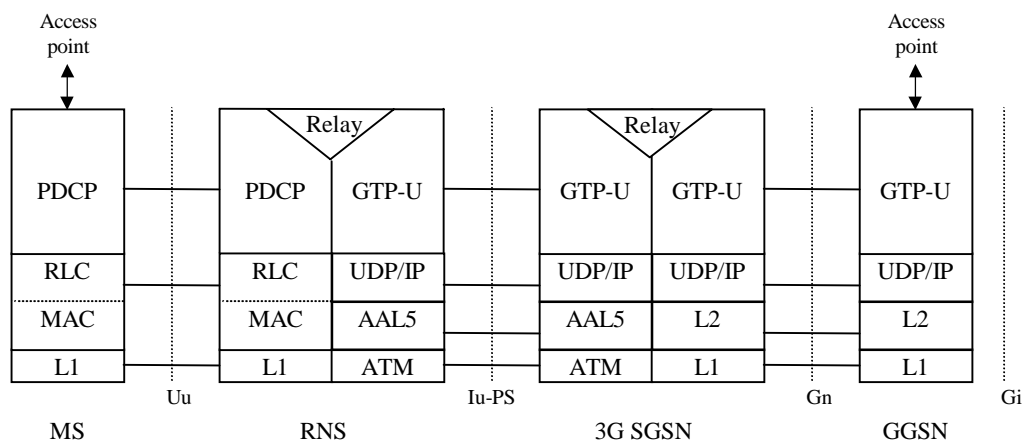 Access
point
Access
point
Relay
Relay
PDCP
PDCP
GTP-U
GTP-U
GTP-U
GTP-U
RLC
RLC
UDP/IP
UDP/IP
UDP/IP
UDP/IP
MAC
MAC
AAL5
AAL5
L2
L2
L1
L1
ATM
ATM
L1
L1
Uu
Iu-PS
Gn
Gi
MS
RNS
3G SGSN
GGSN